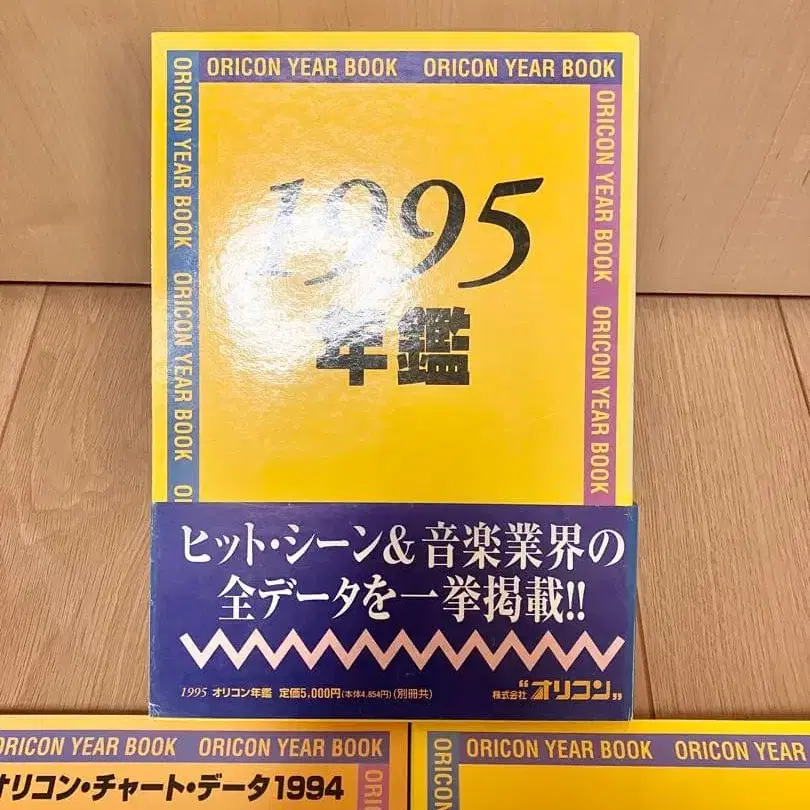 ORICON YEAR BOOK ORICON YEAR BOOK
ORICON YEAR BOOK ORICON YEAR BOOK ORI
ORICON YEAR BOOK ORICON YEAR BOOK
1995
年鑑
ヒット・シーン&音楽業界の
全データを一挙掲載!!
1995 オリコン年鑑 定価5,000円(本体4,854円)(別冊共)
株式会社"オリコン"
ORICON YEAR BOOK ORICON YEAR BOOK
オリコン・チャート・データ1994
ORICON YEAR BOOK ORICON YEAR